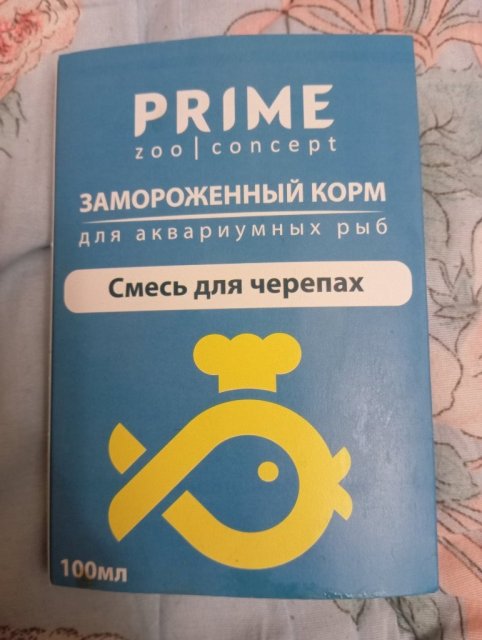 PRIME
zoo|concept
ЗАМОРОЖЕННЫЙ КОРМ
для аквариумных рыб
Смесь для черепах
100мл